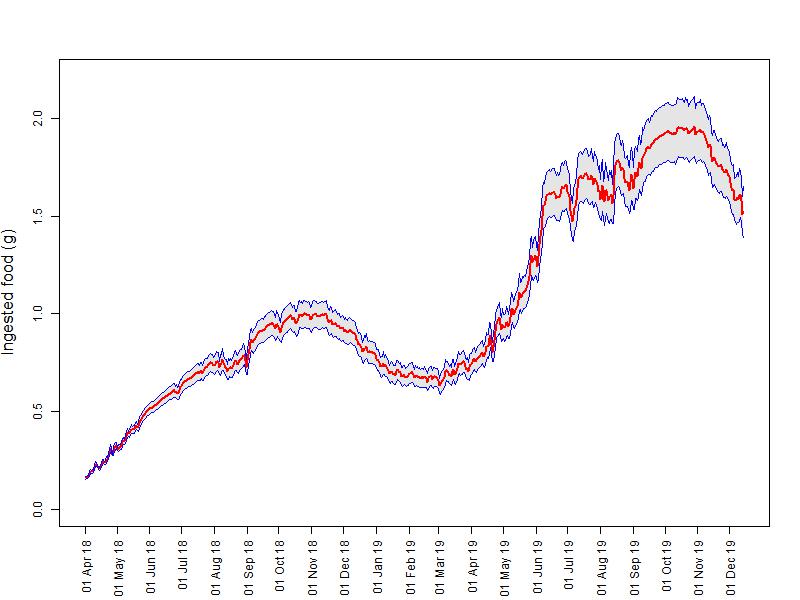 Ingested food (g)
2.0
1.5
1.0
0.5
0.0
01 Apr 18
01 May 18
01 Jun 18
01 Jul 18
01 Aug 18
01 Sep 18
01 Oct 18
01 Nov 18
01 Dec 18
01 Jan 19
01 Feb 19
01 Mar 19
01 Apr 19
01 May 19
01 Jun 19
01 Jul 19
01 Aug 19
01 Sep 19
01 Oct 19
01 Nov 19
01 Dec 19